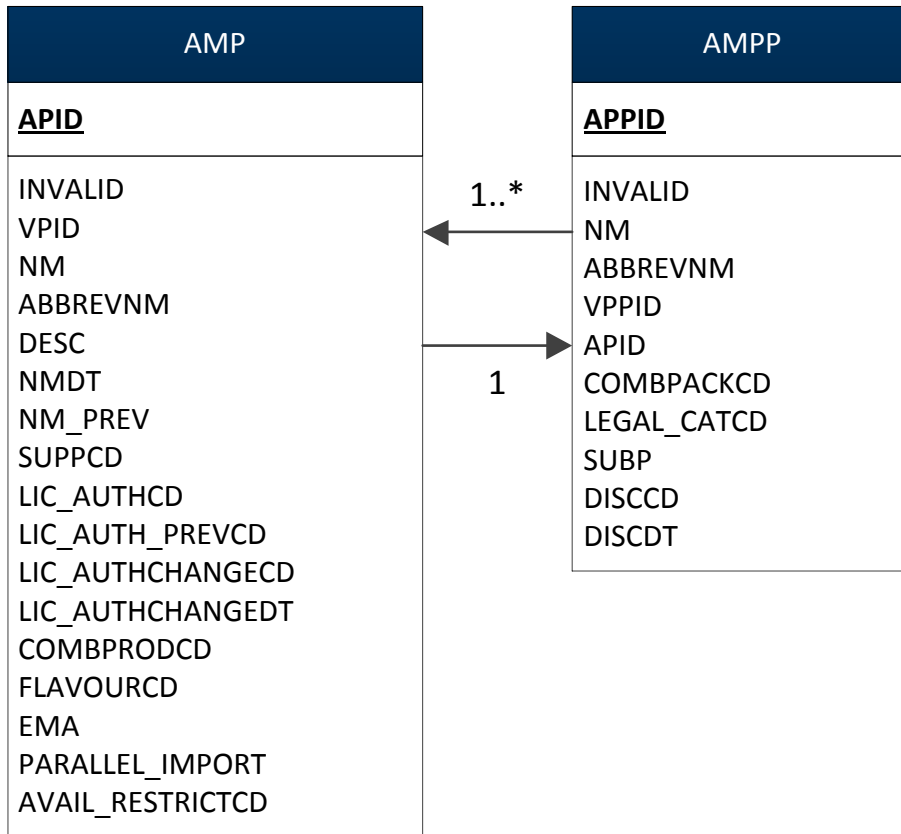 AMP
APID
INVALID
VPID
NM
ABBREVNM
DESC
NMDT
NM_PREV
SUPPCD
LIC_AUTHCD
LIC_AUTH_PREVCD
LIC_AUTHCHANGECD
LIC_AUTHCHANGEDT
COMBPRODCD
FLAVOURCD
EMA
PARALLEL_IMPORT
AVAIL_RESTRICTCD
1..*
1
AMPP
APPID
INVALID
NM
ABBREVNM
VPPID
APID
COMBPACKCD
LEGAL_CATCD
SUBP
DISCCD
DISCDT